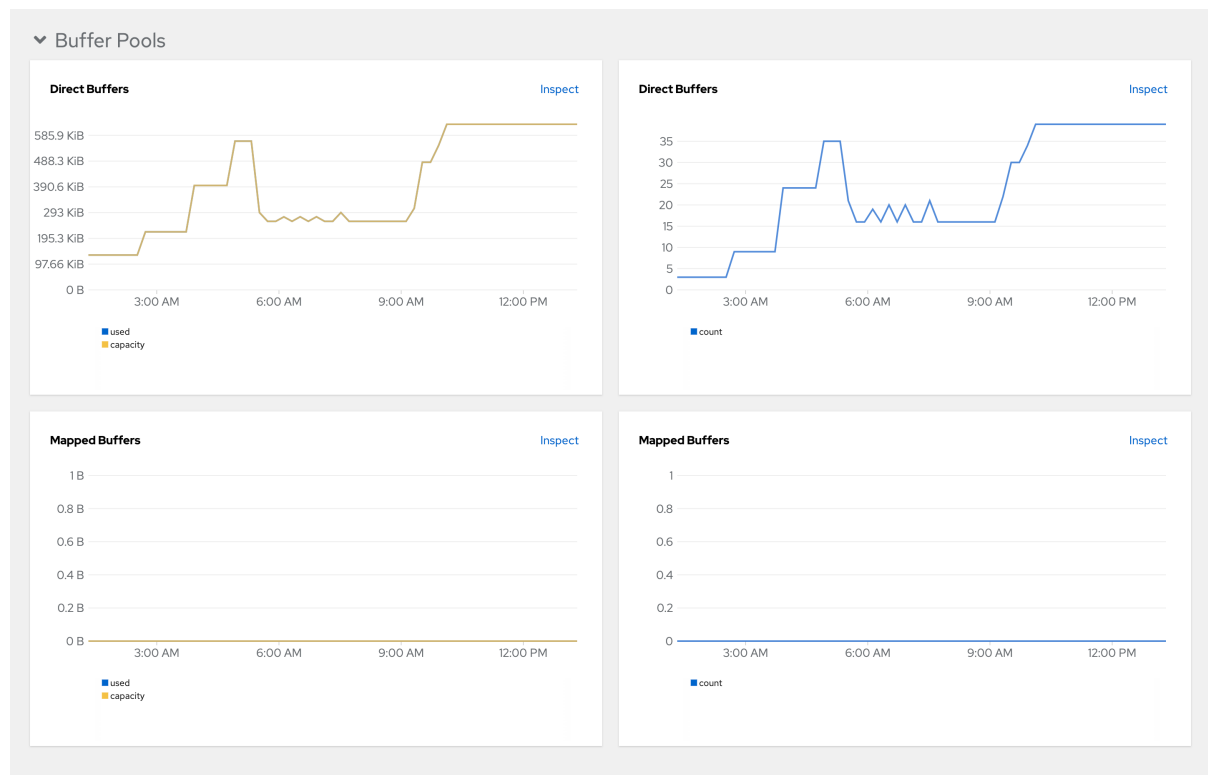 Buffer Pools
Direct Buffers Inspect
585.9 KiB
488.3 KiB
390.6 KiB
293 KiB
195.3 KiB
97.66 KiB
0 B
3:00 AM 6:00 AM 9:00 AM 12:00 PM
used
capacity
Direct Buffers Inspect
35
30
25
20
15
10
5
0
3:00 AM 6:00 AM 9:00 AM 12:00 PM
count
Mapped Buffers Inspect
1 B
0.8 B
0.6 B
0.4 B
0.2 B
0 B
3:00 AM 6:00 AM 9:00 AM 12:00 PM
used
capacity
Mapped Buffers Inspect
1
0.8
0.6
0.4
0.2
0
3:00 AM 6:00 AM 9:00 AM 12:00 PM
count